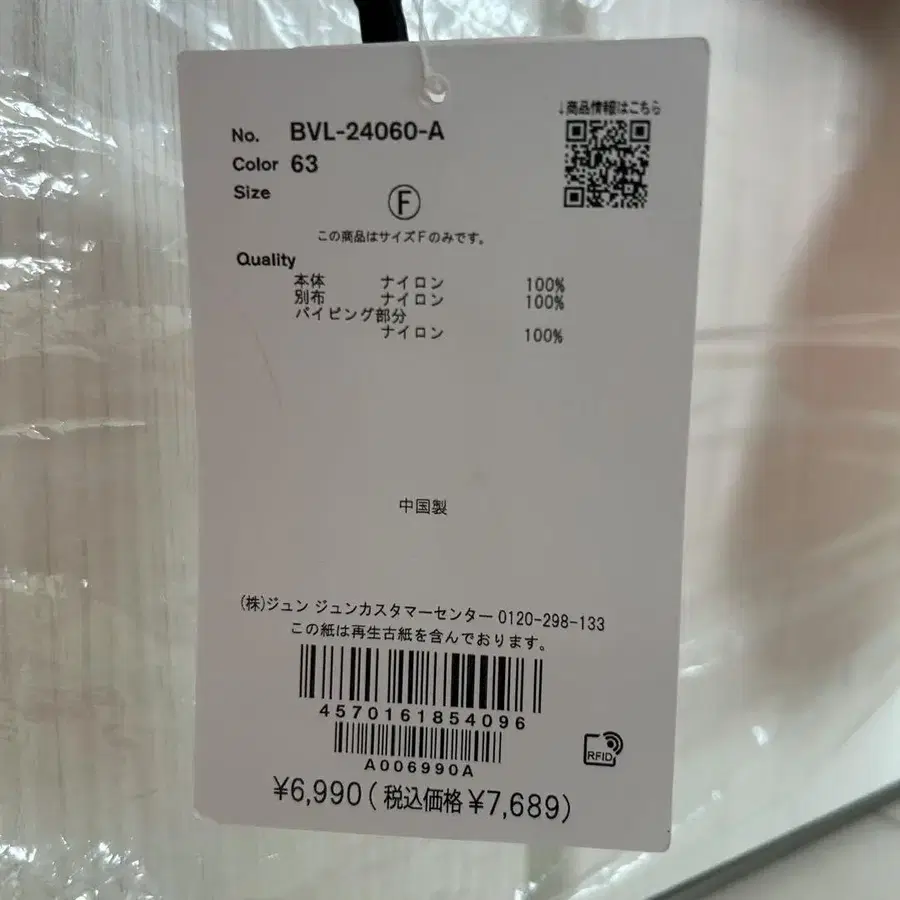 ↓商品情報はこちら
No. BVL-24060-A
Color 63
Size
Ⓕ
この商品はサイズFのみです。
Quality
本体 ナイロン 100%
別布 ナイロン 100%
パイピング部分
ナイロン 100%
中国製
(株)ジュン ジュンカスタマーセンター 0120-298-133
この紙は再生古紙を含んでおります。
4570161854096
RFID
A006990A
¥6,990(税込価格¥7,689)